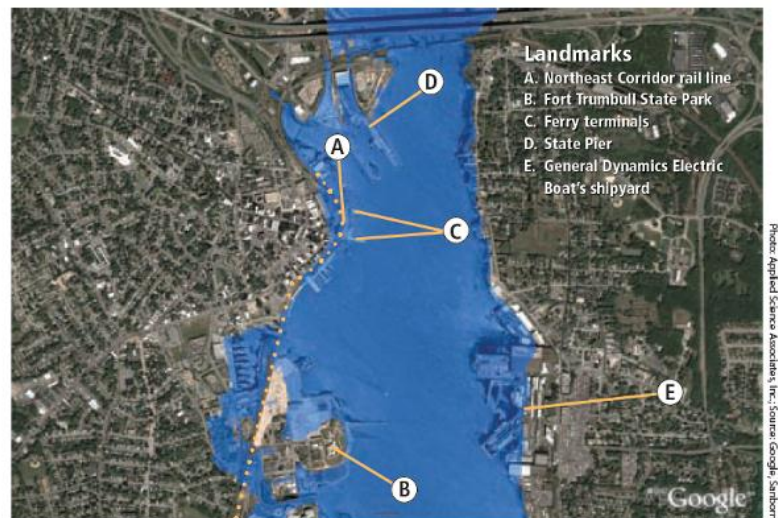 Landmarks
A. Northeast Corridor rail line
B. Fort Trumbull State Park
C. Ferry terminals
D. State Pier
E. General Dynamics Electric
Boat's shipyard
D
A
C
E
B
Google
Photo: Applied Science Associates, Inc.; Source: Google, Sanborn